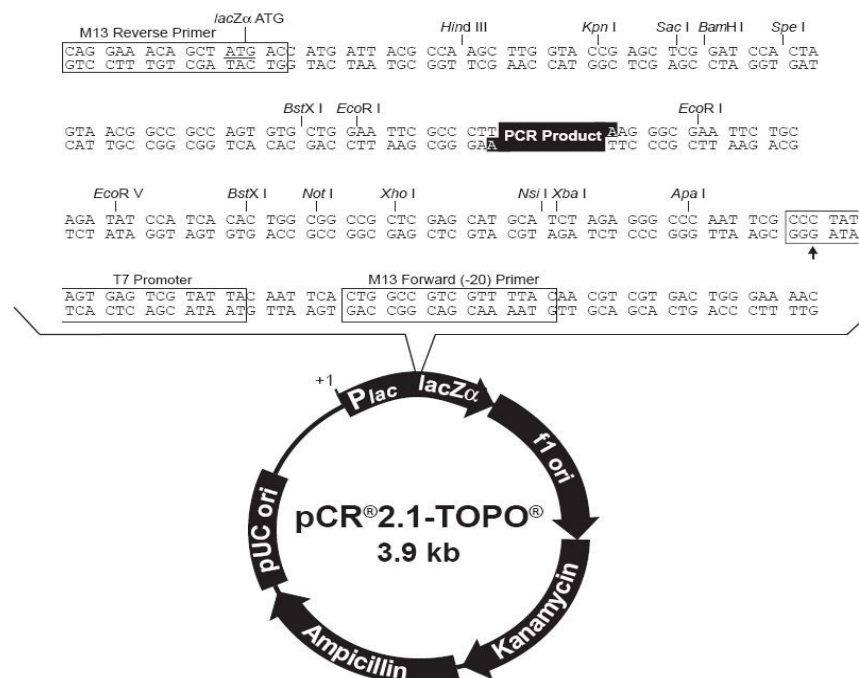 lacZα ATG
M13 Reverse Primer
Hind III Kpn I Sac I BamH I Spe I
CAG GAA ACA GCT ATG ACC ATG ATT ACG CCA AGC TTG GTA CCG AGC TCG GAT CCA CTA
GTC CTT TGT CGA TAC TGG TAC TAA TGC GGT TCG AAC CAT GGC TCG AGC CTA GGT GAT
BstX I EcoR I EcoR I
GTA ACG GCC GCC AGT GTG CTG GAA TTC GCC CTT PCR Product AAG GGC GAA TTC TGC
CAT TGC CGG CGG TCA CAC GAC CTT AAG CGG GAA TTC CCG CTT AAG ACG
EcoR V BstX I Not I Xho I Nsi I Xba I Apa I
AGA TAT CCA TCA CAC TGG CGG CCG CTC GAG CAT GCA TCT AGA GGG CCC AAT TCG CCC TAT
TCT ATA GGT AGT GTG ACC GCC GGC GAG CTC GTA CGT AGA TCT CCC GGG TTA AGC GGG ATA
T7 Promoter M13 Forward (-20) Primer
AGT GAG TCG TAT TAC AAT TCA CTG GCC GTC GTT TTA CAA CGT CGT GAC TGG GAA AAC
TCA CTC AGC ATA ATG TTA AGT GAC CGG CAG CAA AAT GTT GCA GCA CTG ACC CTT TTG
+1
Plac lacZα
f1 ori
pUC ori
pCR®2.1-TOPO®
3.9 kb
Kanamycin
Ampicillin